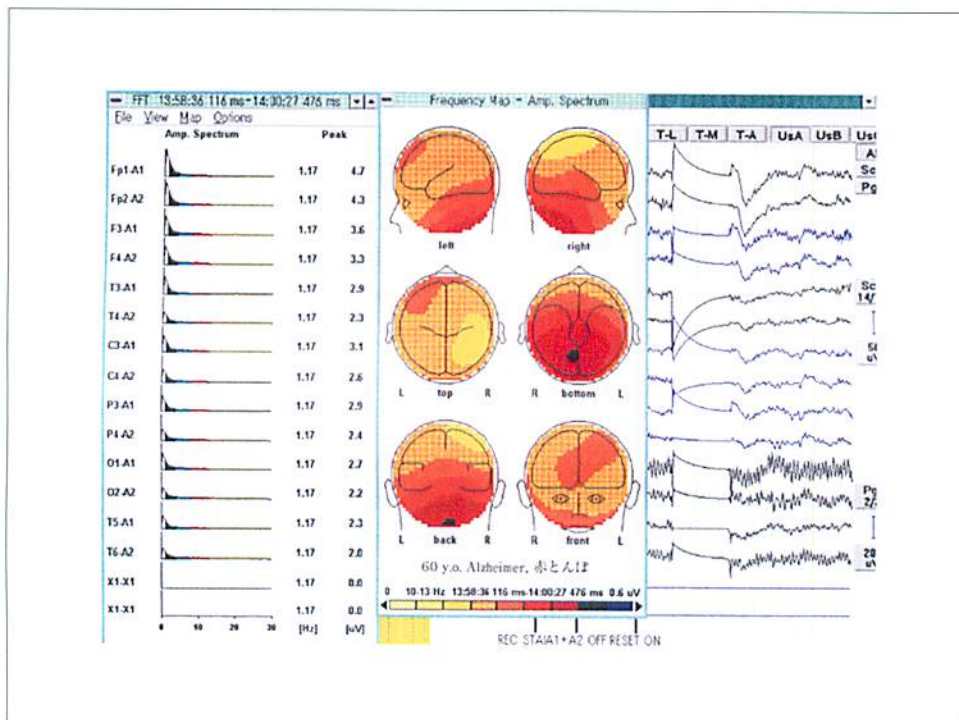 FFT 13:58:36 116 ms-14:00:27 476 ms
File View Map Options
Amp. Spectrum Peak
Fp1-A1 1.17 4.7
Fp2-A2 1.17 4.3
F3-A1 1.17 3.6
F4-A2 1.17 3.3
T3-A1 1.17 2.9
T4-A2 1.17 2.3
C3-A1 1.17 3.1
C4-A2 1.17 2.6
P3-A1 1.17 2.9
P4-A2 1.17 2.4
O1-A1 1.17 2.7
O2-A2 1.17 2.2
T5-A1 1.17 2.3
T6-A2 1.17 2.0
X1-X1 1.17 0.0
X1-X1 1.17 0.0
0 10 20 30 [Hz] [uV]
Frequency Map - Amp. Spectrum
left right
L top R R bottom L
L back R R front L
60 y.o. Alzheimer, 赤とんぼ
0 10-13 Hz 13:58:36 116 ms-14:00:27 476 ms 0.6 uV
T-L T-M T-A UsA UsB
Sc
Pg
Sc
14/
uV
20
uV
REC STA/A1+A2 OFF RESET ON